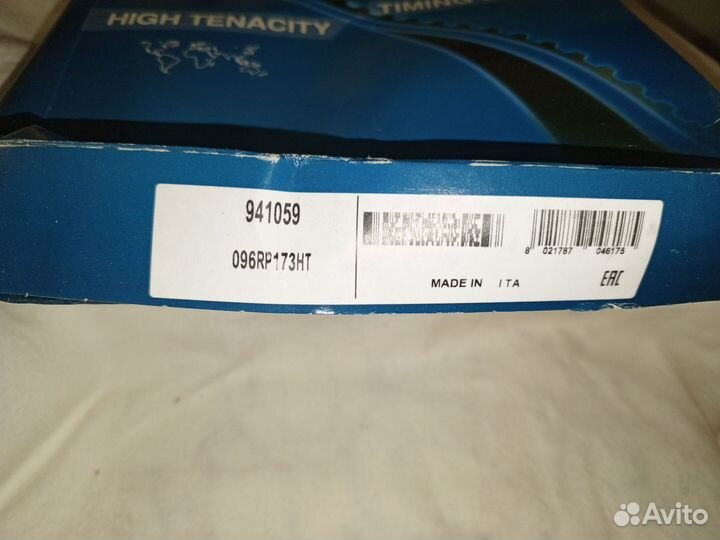 HIGH TENACITY
TIMING
941059
096RP173HT
8 021787 046175
MADE IN ITA
EAC
Avito